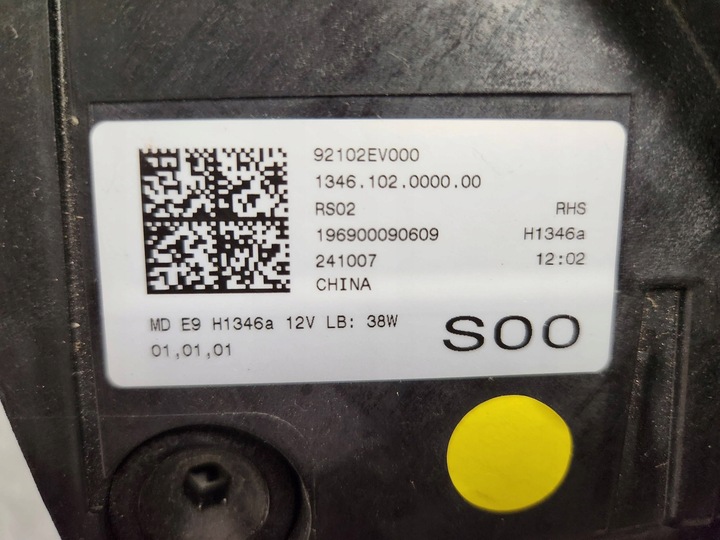 92102EV000
1346.102.0000.00
RS02 RHS
196900090609 H1346a
241007 12:02
CHINA
MD E9 H1346a 12V LB: 38W
01,01,01
S00